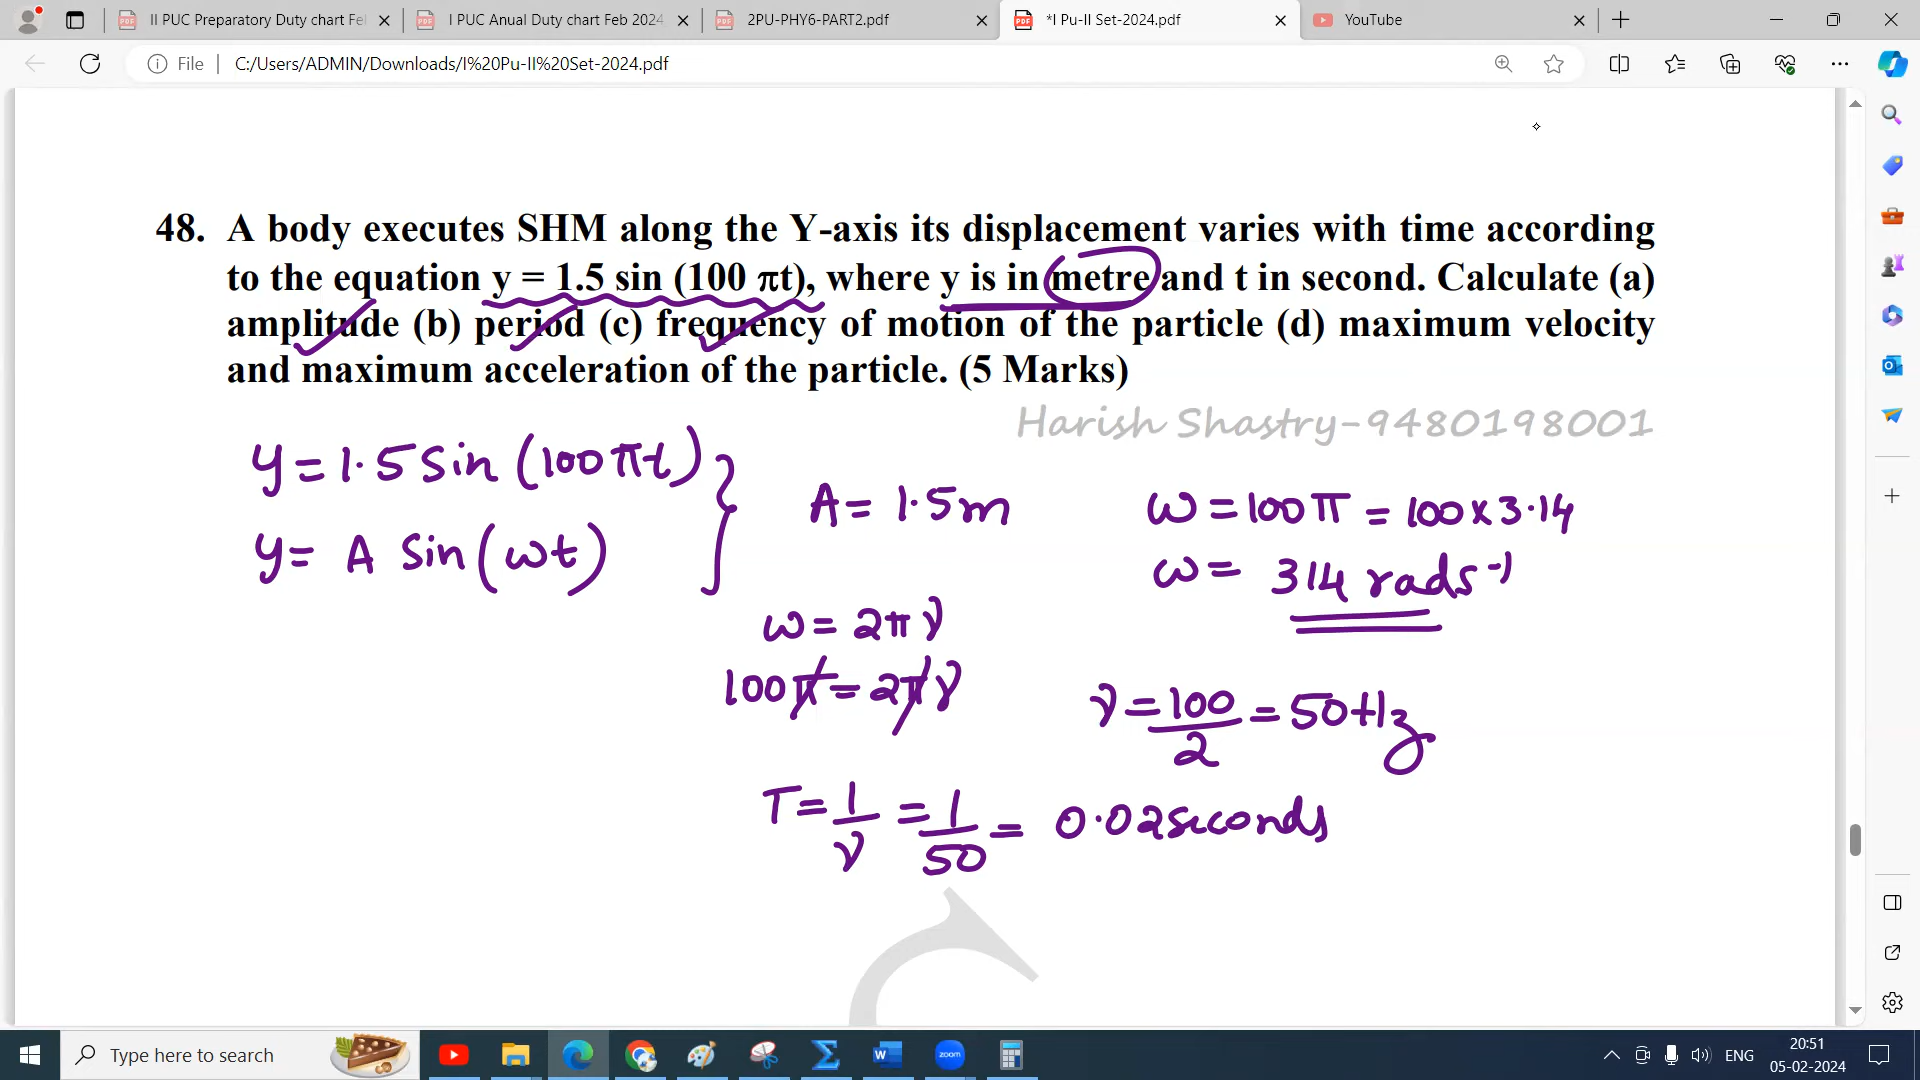 II PUC Preparatory Duty chart Fel
I PUC Anual Duty chart Feb 2024
2PU-PHY6-PART2.pdf
*I Pu-II Set-2024.pdf
YouTube
File
C:/Users/ADMIN/Downloads/I%20Pu-II%20Set-2024.pdf
48. A body executes SHM along the Y-axis its displacement varies with time according
to the equation y = 1.5 sin (100 πt), where y is in metre and t in second. Calculate (a)
amplitude (b) period (c) frequency of motion of the particle (d) maximum velocity
and maximum acceleration of the particle. (5 Marks)
Harish Shastry-9480198001
y = 1.5 Sin (100πt)
y = A Sin (ωt)
A = 1.5m
ω = 100π = 100×3.14
ω = 314 rads⁻¹
ω = 2πν
100π = 2πν
ν = 100/2 = 50Hz
T = 1/ν = 1/50 = 0.02seconds
Type here to search
zoom
ENG
20:51
05-02-2024